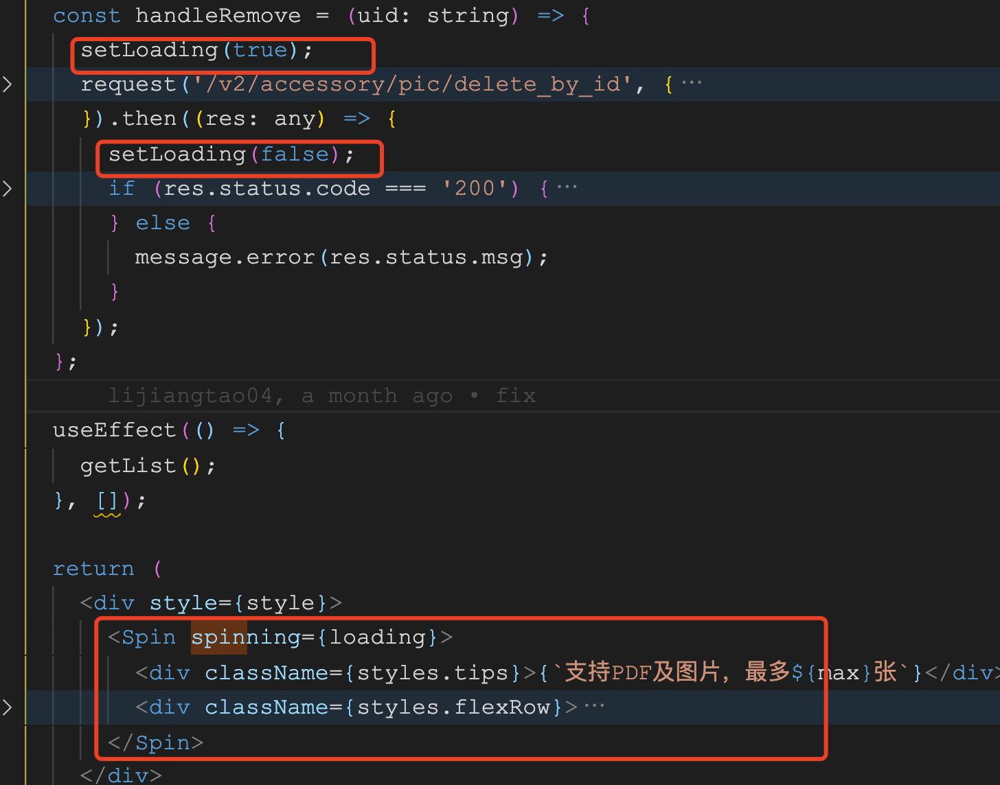 const handleRemove = (uid: string) => {
setLoading(true);
request('/v2/accessory/pic/delete_by_id', {···
}).then((res: any) => {
setLoading(false);
if (res.status.code === '200') {···
} else {
message.error(res.status.msg);
}
});
};
lijiangtao04, a month ago • fix
useEffect(() => {
getList();
}, []);
return (
<div style={style}>
<Spin spinning={loading}>
<div className={styles.tips}>{`支持PDF及图片，最多${max}张`}</div>
<div className={styles.flexRow}>···
</Spin>
</div>